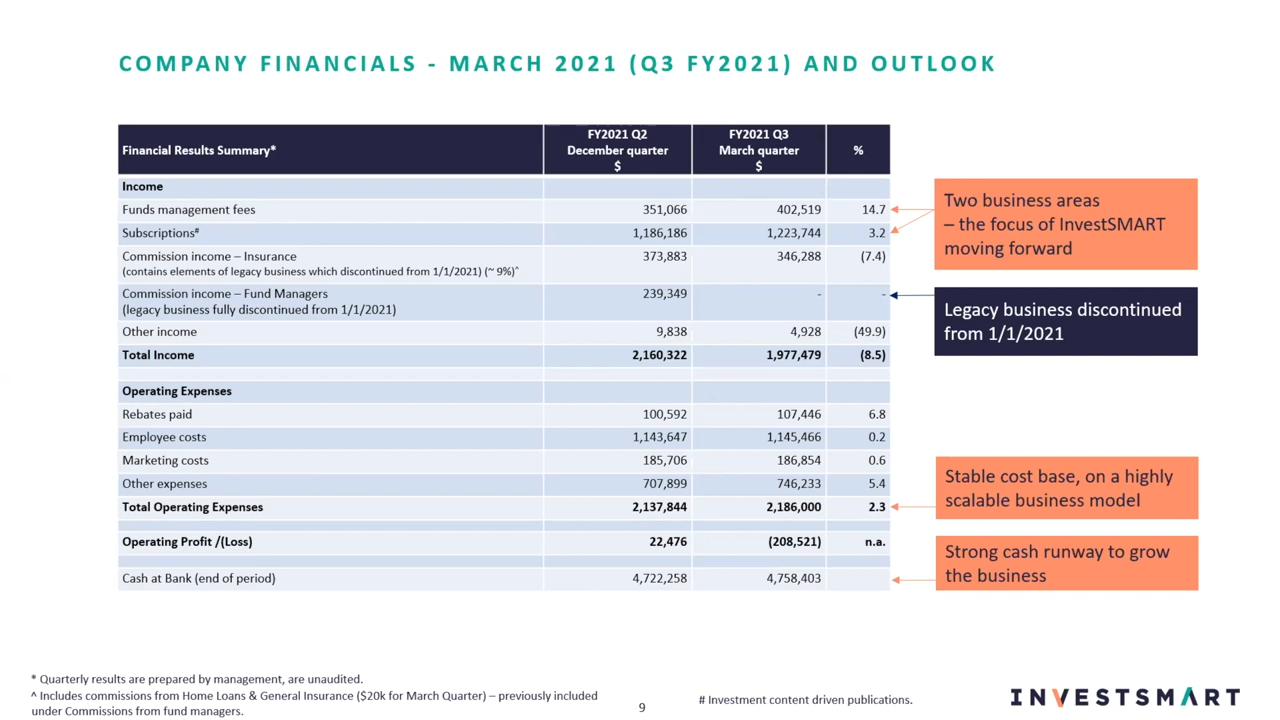 COMPANY FINANCIALS - MARCH 2021 (Q3 FY2021) AND OUTLOOK
Financial Results Summary* FY2021 Q2 December quarter $ FY2021 Q3 March quarter $ %
Income
Funds management fees 351,066 402,519 14.7
Subscriptions# 1,186,186 1,223,744 3.2
Commission income – Insurance 373,883 346,288 (7.4)
(contains elements of legacy business which discontinued from 1/1/2021) (~ 9%)^
Commission income – Fund Managers 239,349 - -
(legacy business fully discontinued from 1/1/2021)
Other income 9,838 4,928 (49.9)
Total Income 2,160,322 1,977,479 (8.5)
Operating Expenses
Rebates paid 100,592 107,446 6.8
Employee costs 1,143,647 1,145,466 0.2
Marketing costs 185,706 186,854 0.6
Other expenses 707,899 746,233 5.4
Total Operating Expenses 2,137,844 2,186,000 2.3
Operating Profit /(Loss) 22,476 (208,521) n.a.
Cash at Bank (end of period) 4,722,258 4,758,403
Two business areas
– the focus of InvestSMART
moving forward
Legacy business discontinued
from 1/1/2021
Stable cost base, on a highly
scalable business model
Strong cash runway to grow
the business
* Quarterly results are prepared by management, are unaudited.
^ Includes commissions from Home Loans & General Insurance ($20k for March Quarter) – previously included
under Commissions from fund managers.
9
# Investment content driven publications.
INVESTSMART